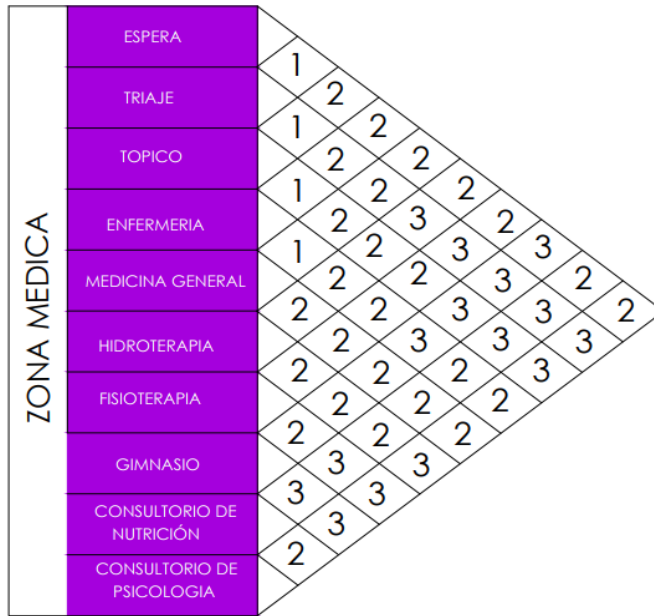 ZONA MEDICA
ESPERA
1
TRIAJE 2
1 2
TOPICO 2 2
1 2 2
ENFERMERIA 2 3 2
1 2 3 3
MEDICINA GENERAL 2 2 3 2
2 2 3 3 2
HIDROTERAPIA 2 3 3 3
2 2 2 3
FISIOTERAPIA 2 2 2
2 2 2
GIMNASIO 3 3
3 3
CONSULTORIO DE
NUTRICIÓN 3
2
CONSULTORIO DE
PSICOLOGIA